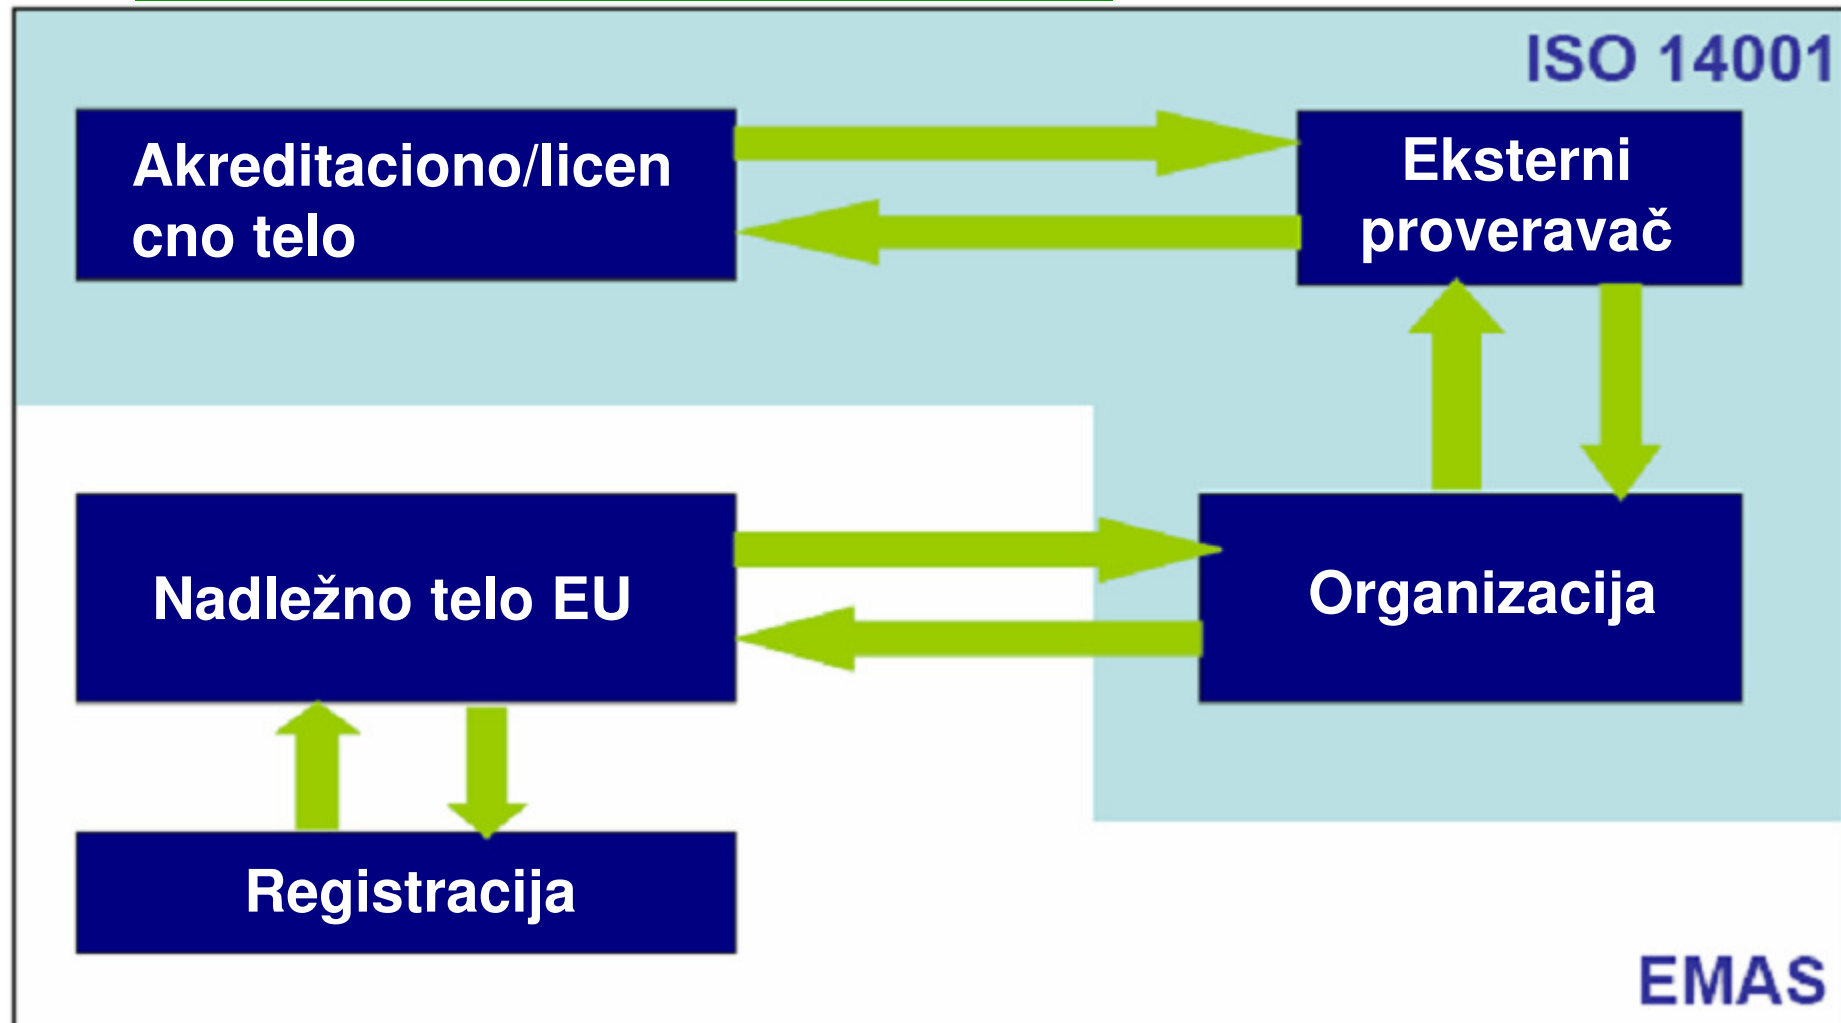 ISO 14001
Akreditaciono/licen
cno telo
Eksterni
proveravač
Nadležno telo EU
Organizacija
Registracija
EMAS